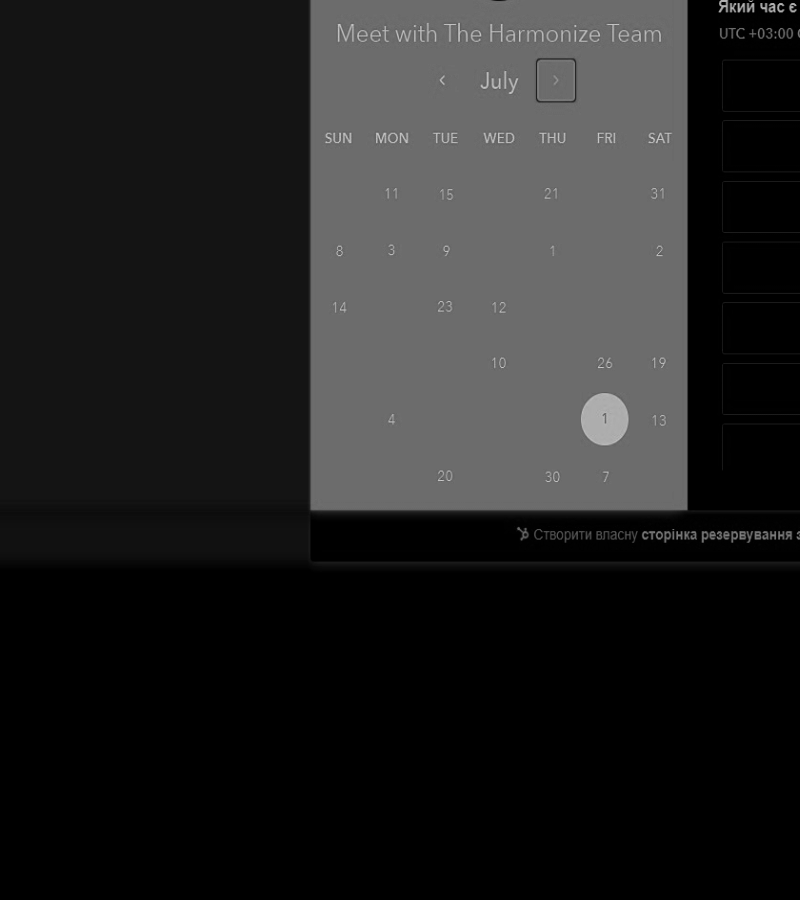 Який час є
Meet with The Harmonize Team
UTC +03:00
July
SUN MON TUE WED THU FRI SAT
11 15 21 31
8 3 9 1 2
14 23 12
10 26 19
4 1 13
20 30 7
Створити власну сторінка резервування